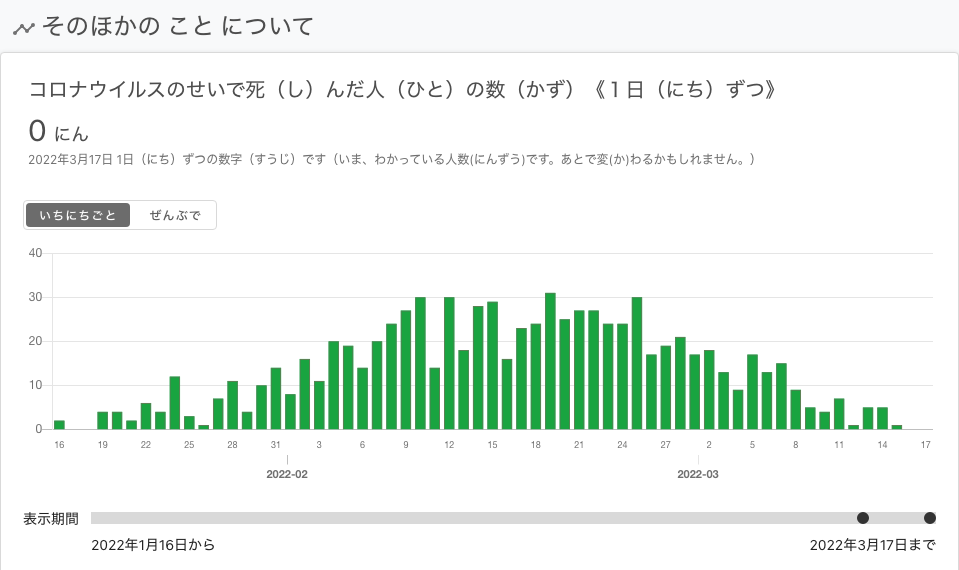 そのほかの こと について
コロナウイルスのせいで死（し）んだ人（ひと）の数（かず）《１日（にち）ずつ》
0 にん
2022年3月17日 1日（にち）ずつの数字（すうじ）です（いま、わかっている人数(にんずう)です。あとで変(か)わるかもしれません。）
いちにちごと ぜんぶで
40
30
20
10
0
16 19 22 25 28 31 3 6 9 12 15 18 21 24 27 2 5 8 11 14 17
2022-02 2022-03
表示期間
2022年1月16日から 2022年3月17日まで